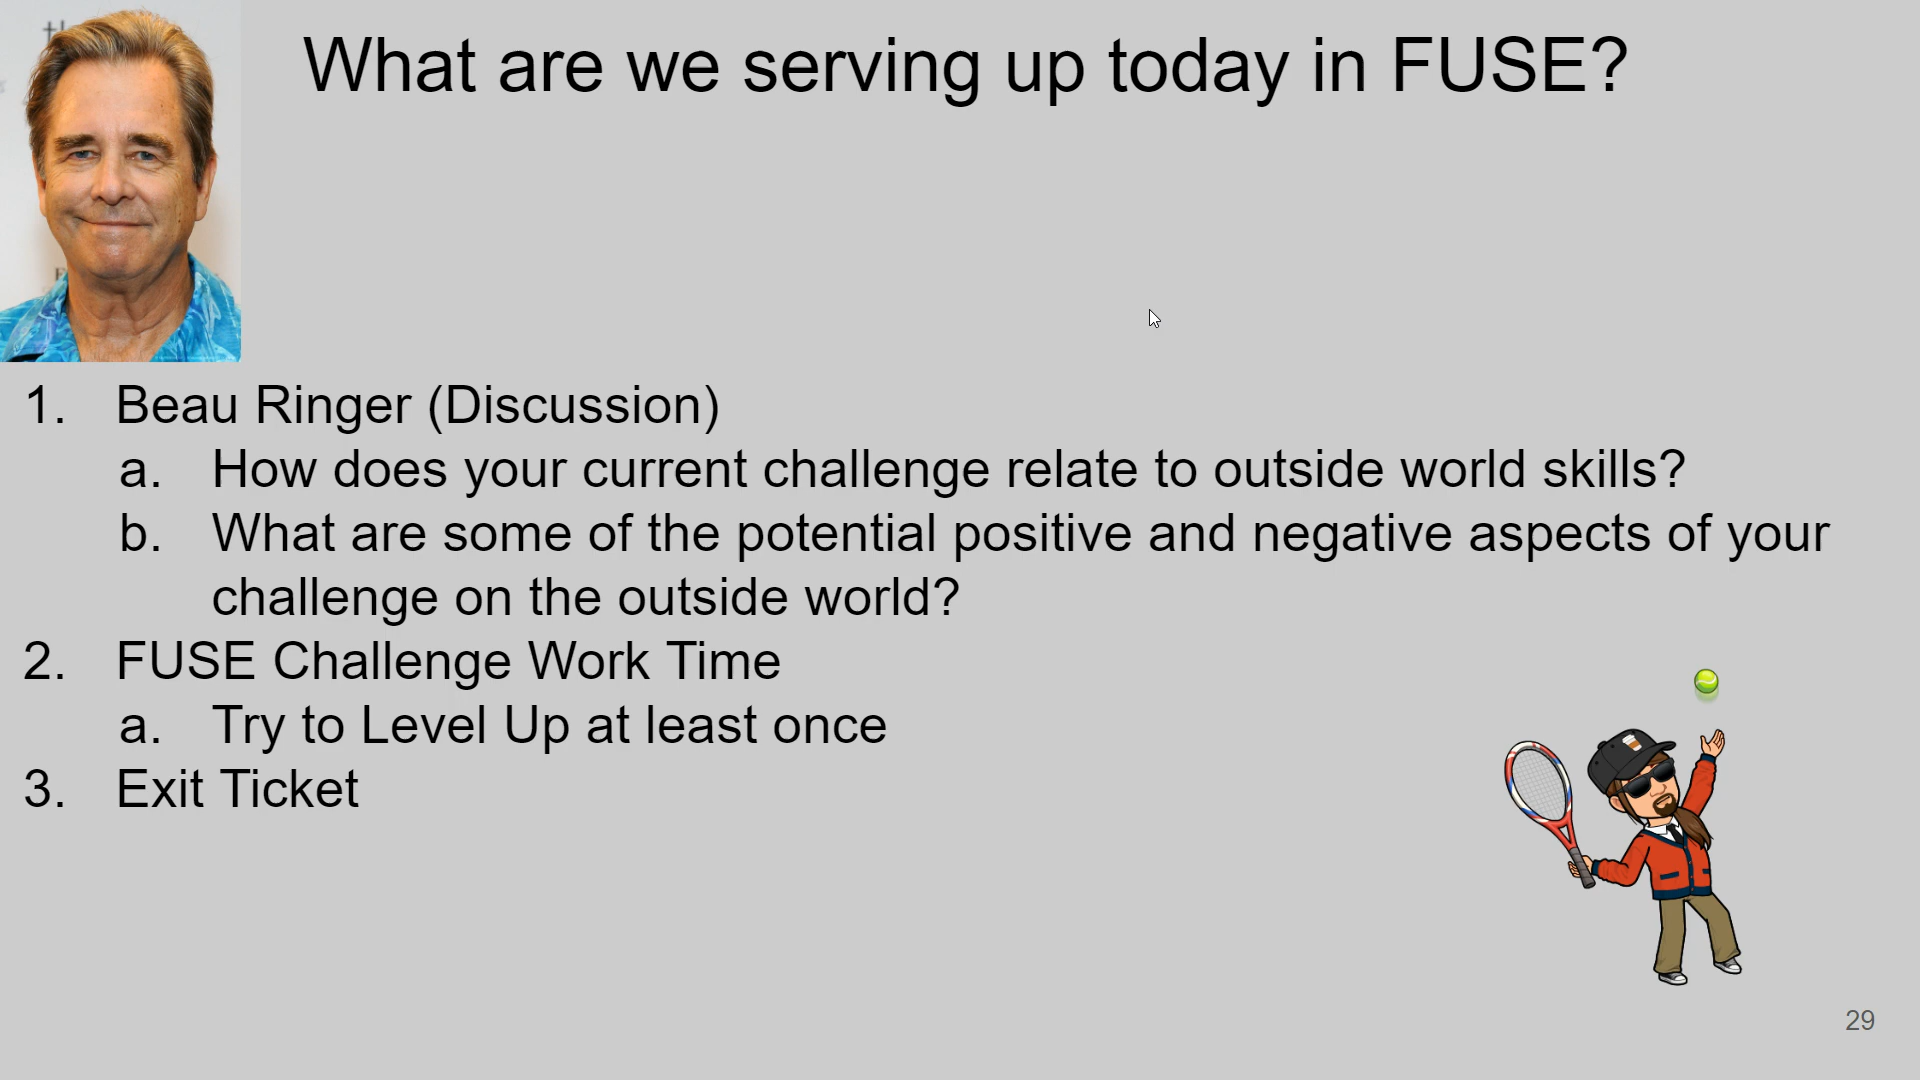 What are we serving up today in FUSE?
1. Beau Ringer (Discussion)
a. How does your current challenge relate to outside world skills?
b. What are some of the potential positive and negative aspects of your
challenge on the outside world?
2. FUSE Challenge Work Time
a. Try to Level Up at least once
3. Exit Ticket
29